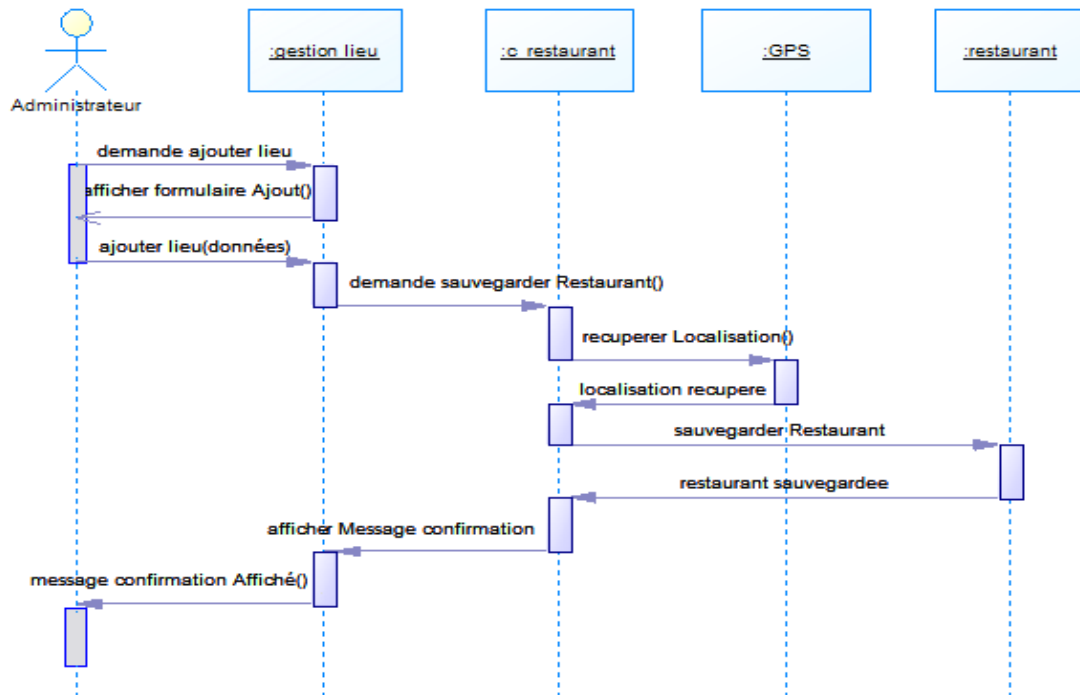 :gestion lieu
:c_restaurant
:GPS
:restaurant
Administrateur
demande ajouter lieu
afficher formulaire Ajout()
ajouter lieu(données)
demande sauvegarder Restaurant()
recuperer Localisation()
localisation recupere
sauvegarder Restaurant
restaurant sauvegardee
afficher Message confirmation
message confirmation Affiché()